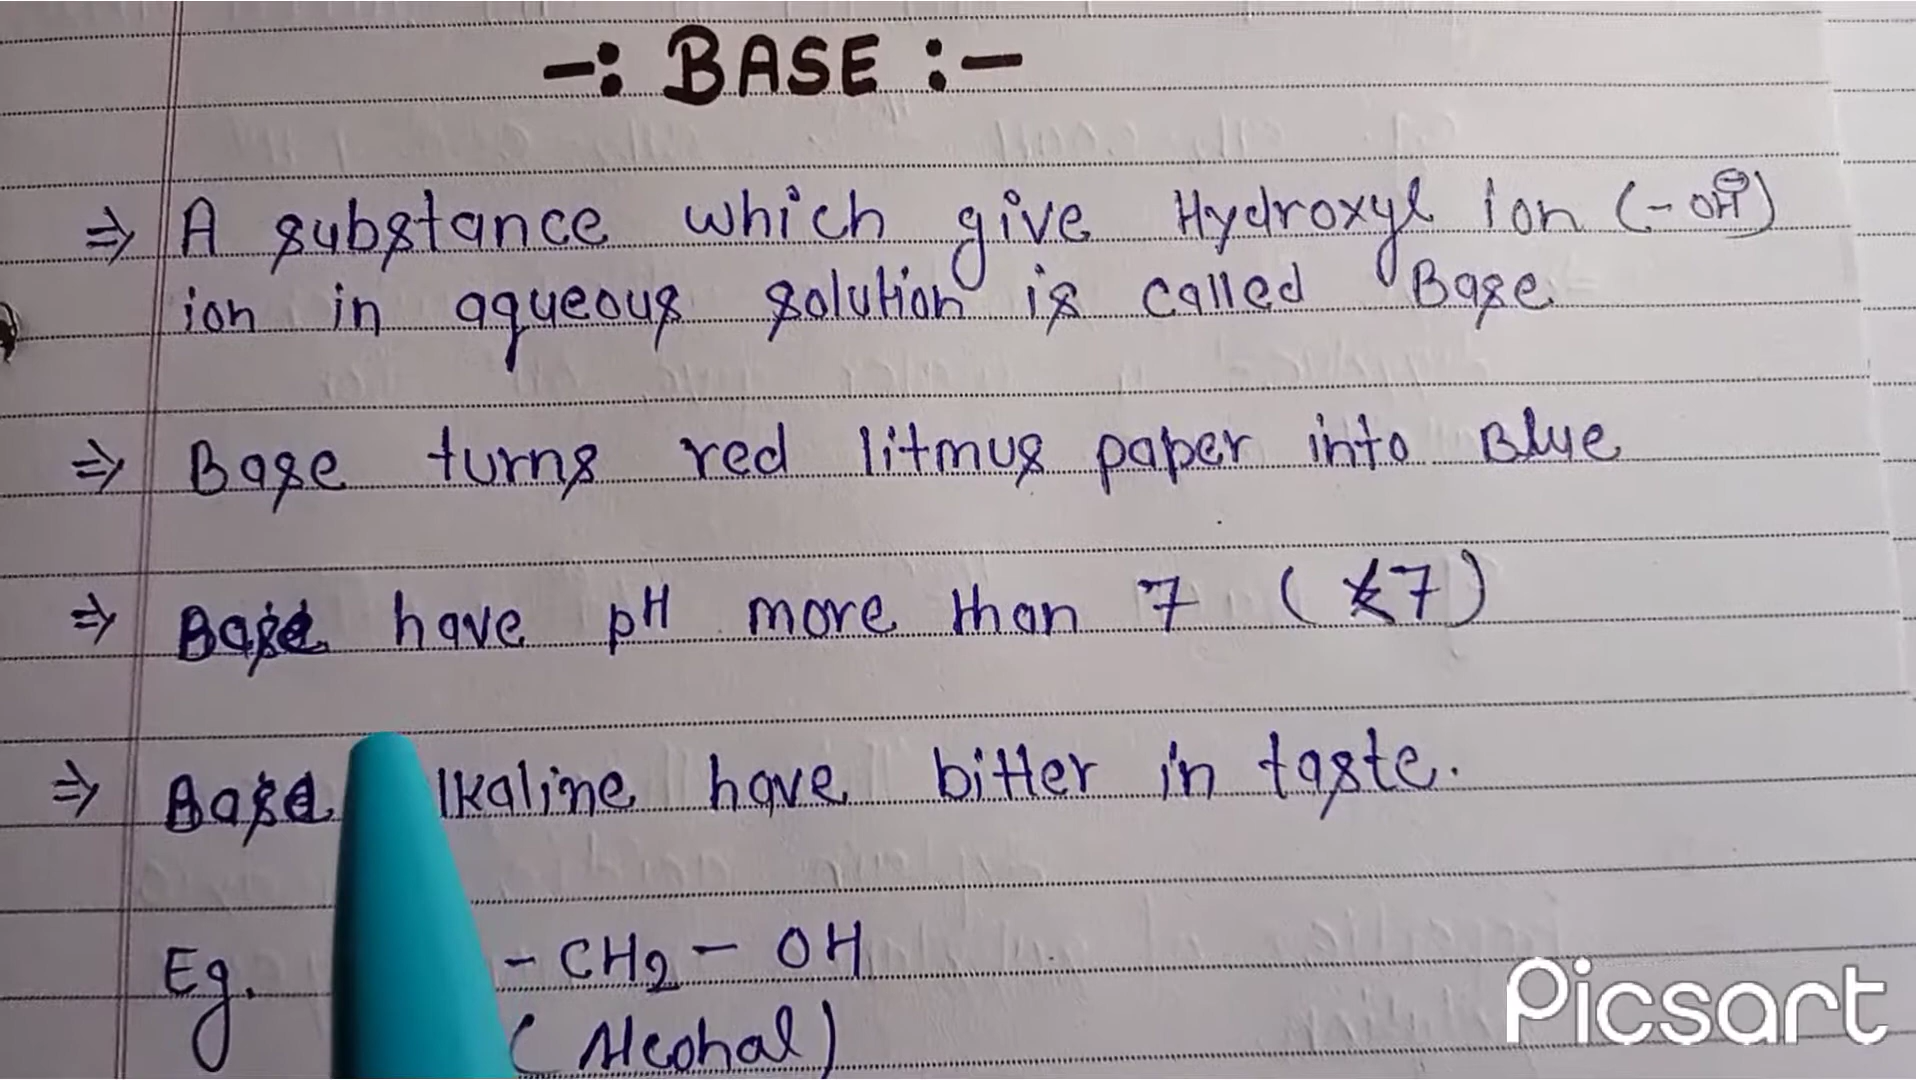 -: BASE :-
⇒ A substance which give Hydroxyl ion (-OH⊖)
ion in aqueous solution is called Base
⇒ Base turns red litmus paper into Blue
⇒ Base have pH more than 7 ( 7)
⇒ Base lkaline have bitter in taste.
Eg. - CH2 - OH
(Alcohal)
Picsart